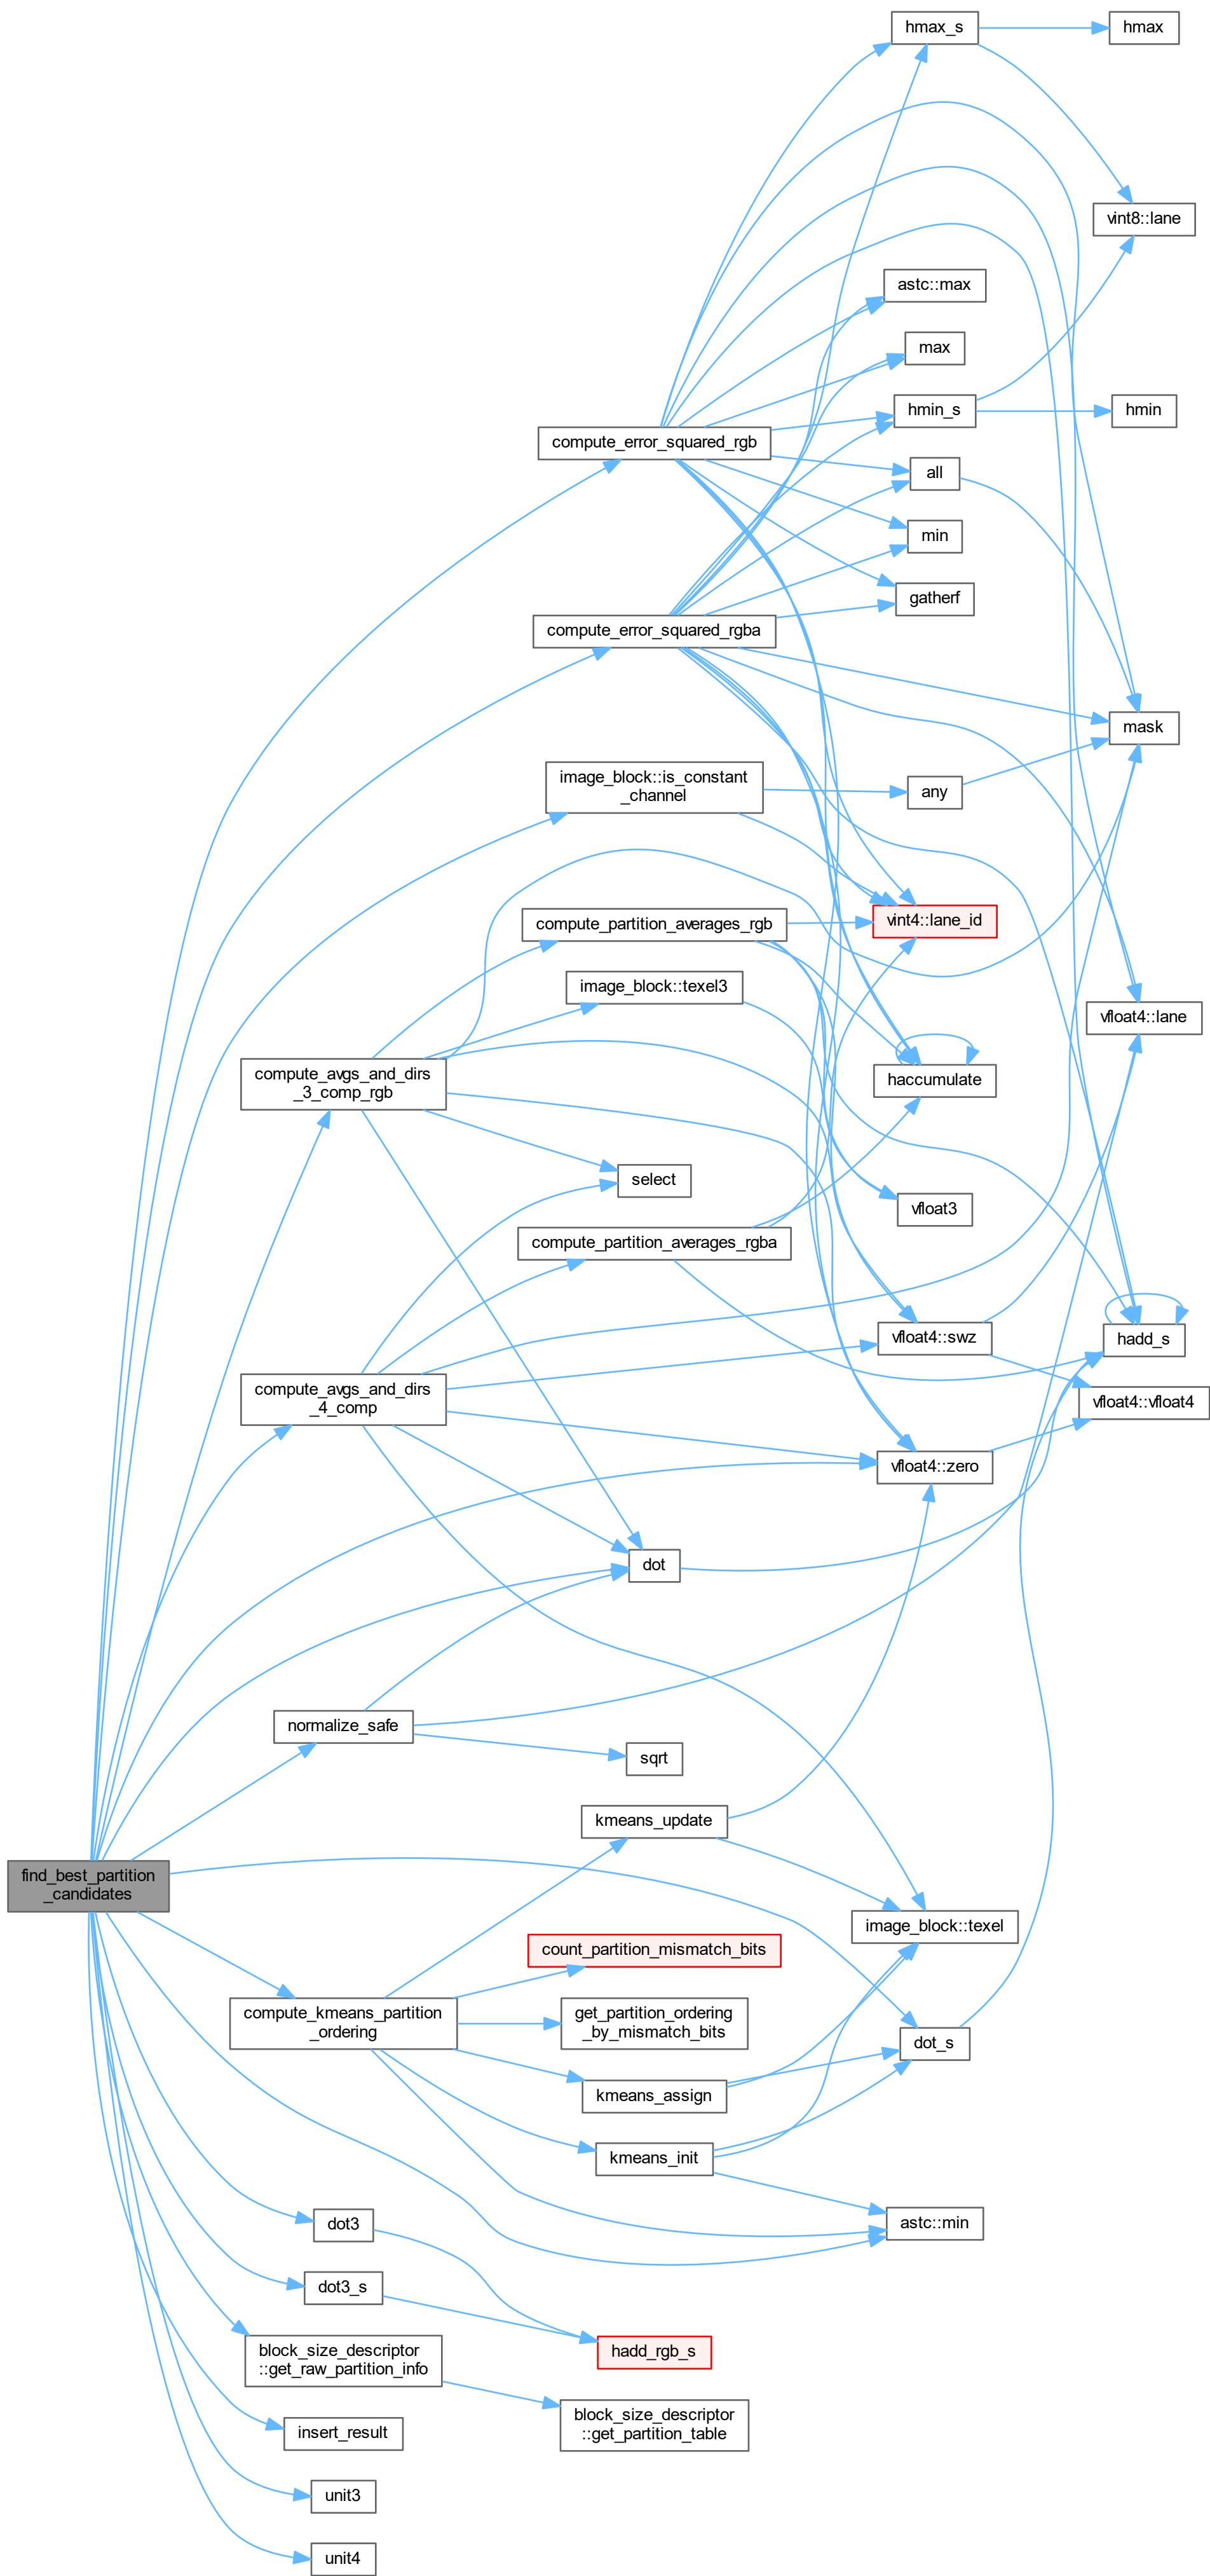 hmax_s
hmax
vint8::lane
astc::max
max
hmin_s
hmin
compute_error_squared_rgb
all
min
gatherf
compute_error_squared_rgba
mask
image_block::is_constant
_channel
any
compute_partition_averages_rgb
vint4::lane_id
image_block::texel3
vfloat4::lane
compute_avgs_and_dirs
_3_comp_rgb
haccumulate
select
vfloat3
compute_partition_averages_rgba
vfloat4::swz
hadd_s
compute_avgs_and_dirs
_4_comp
vfloat4::vfloat4
vfloat4::zero
dot
normalize_safe
sqrt
kmeans_update
find_best_partition
_candidates
image_block::texel
count_partition_mismatch_bits
compute_kmeans_partition
_ordering
get_partition_ordering
_by_mismatch_bits
dot_s
kmeans_assign
kmeans_init
dot3
astc::min
dot3_s
block_size_descriptor
::get_raw_partition_info
hadd_rgb_s
block_size_descriptor
::get_partition_table
insert_result
unit3
unit4